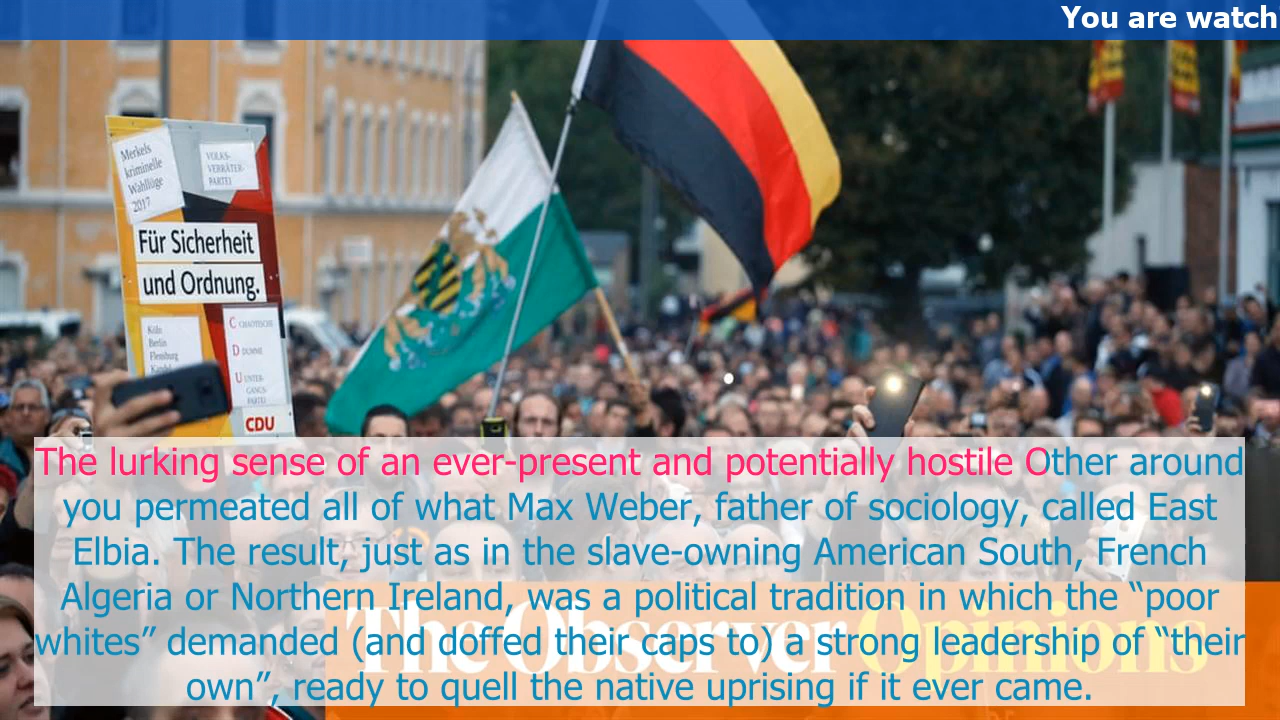 You are watch
Merkels
kriminelle
Wahllüge
2017
VOLKS-
VERRÄTER-
PARTEI
Für Sicherheit
und Ordnung.
Köln
Berlin
Flensburg
C CHAOTISCHE
D DUMME
U UNTER-
GANGS-
PARTEI
CDU
The lurking sense of an ever-present and potentially hostile Other around
you permeated all of what Max Weber, father of sociology, called East
Elbia. The result, just as in the slave-owning American South, French
Algeria or Northern Ireland, was a political tradition in which the “poor
whites” demanded (and doffed their caps to) a strong leadership of “their
own”, ready to quell the native uprising if it ever came.
The Observer Opinions